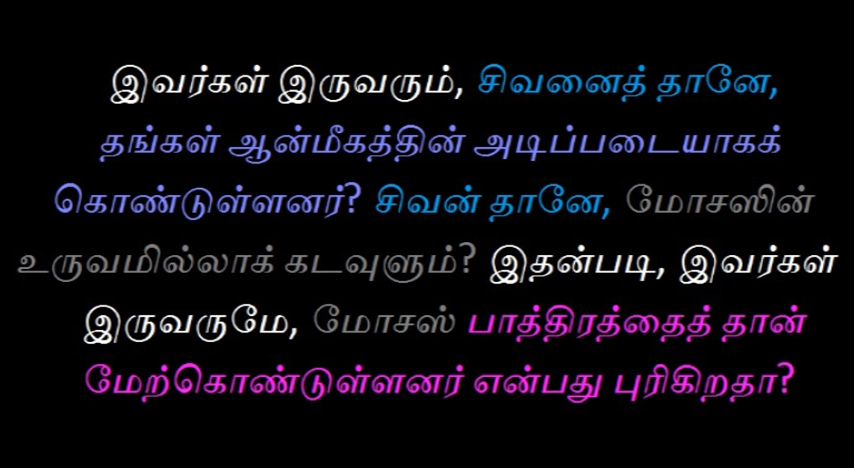 இவர்கள் இருவரும், சிவனைத் தானே,
தங்கள் ஆன்மீகத்தின் அடிப்படையாகக்
கொண்டுள்ளனர்? சிவன் தானே, மோசஸின்
உருவமில்லாக் கடவுளும்? இதன்படி, இவர்கள்
இருவருமே, மோசஸ் பாத்திரத்தைத் தான்
மேற்கொண்டுள்ளனர் என்பது புரிகிறதா?